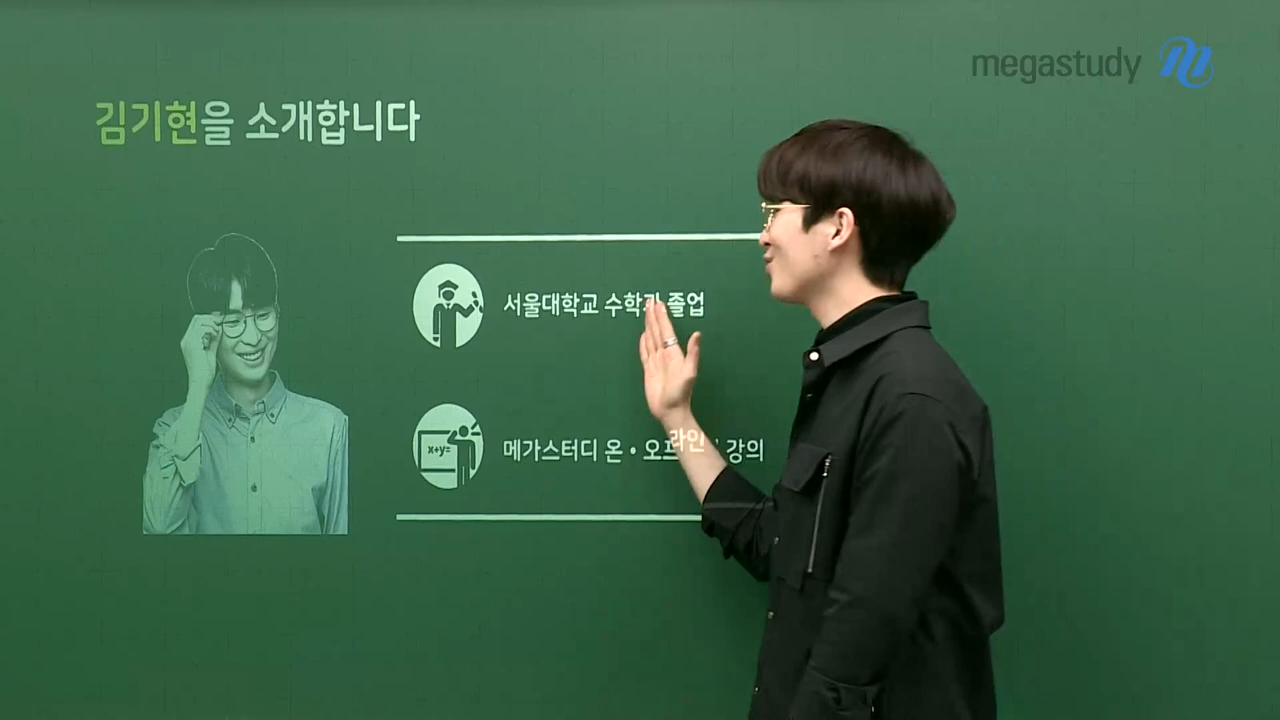 megastudy
김기현을 소개합니다
서울대학교 수학과 졸업
x+y=
메가스터디 온•오프라인 강의